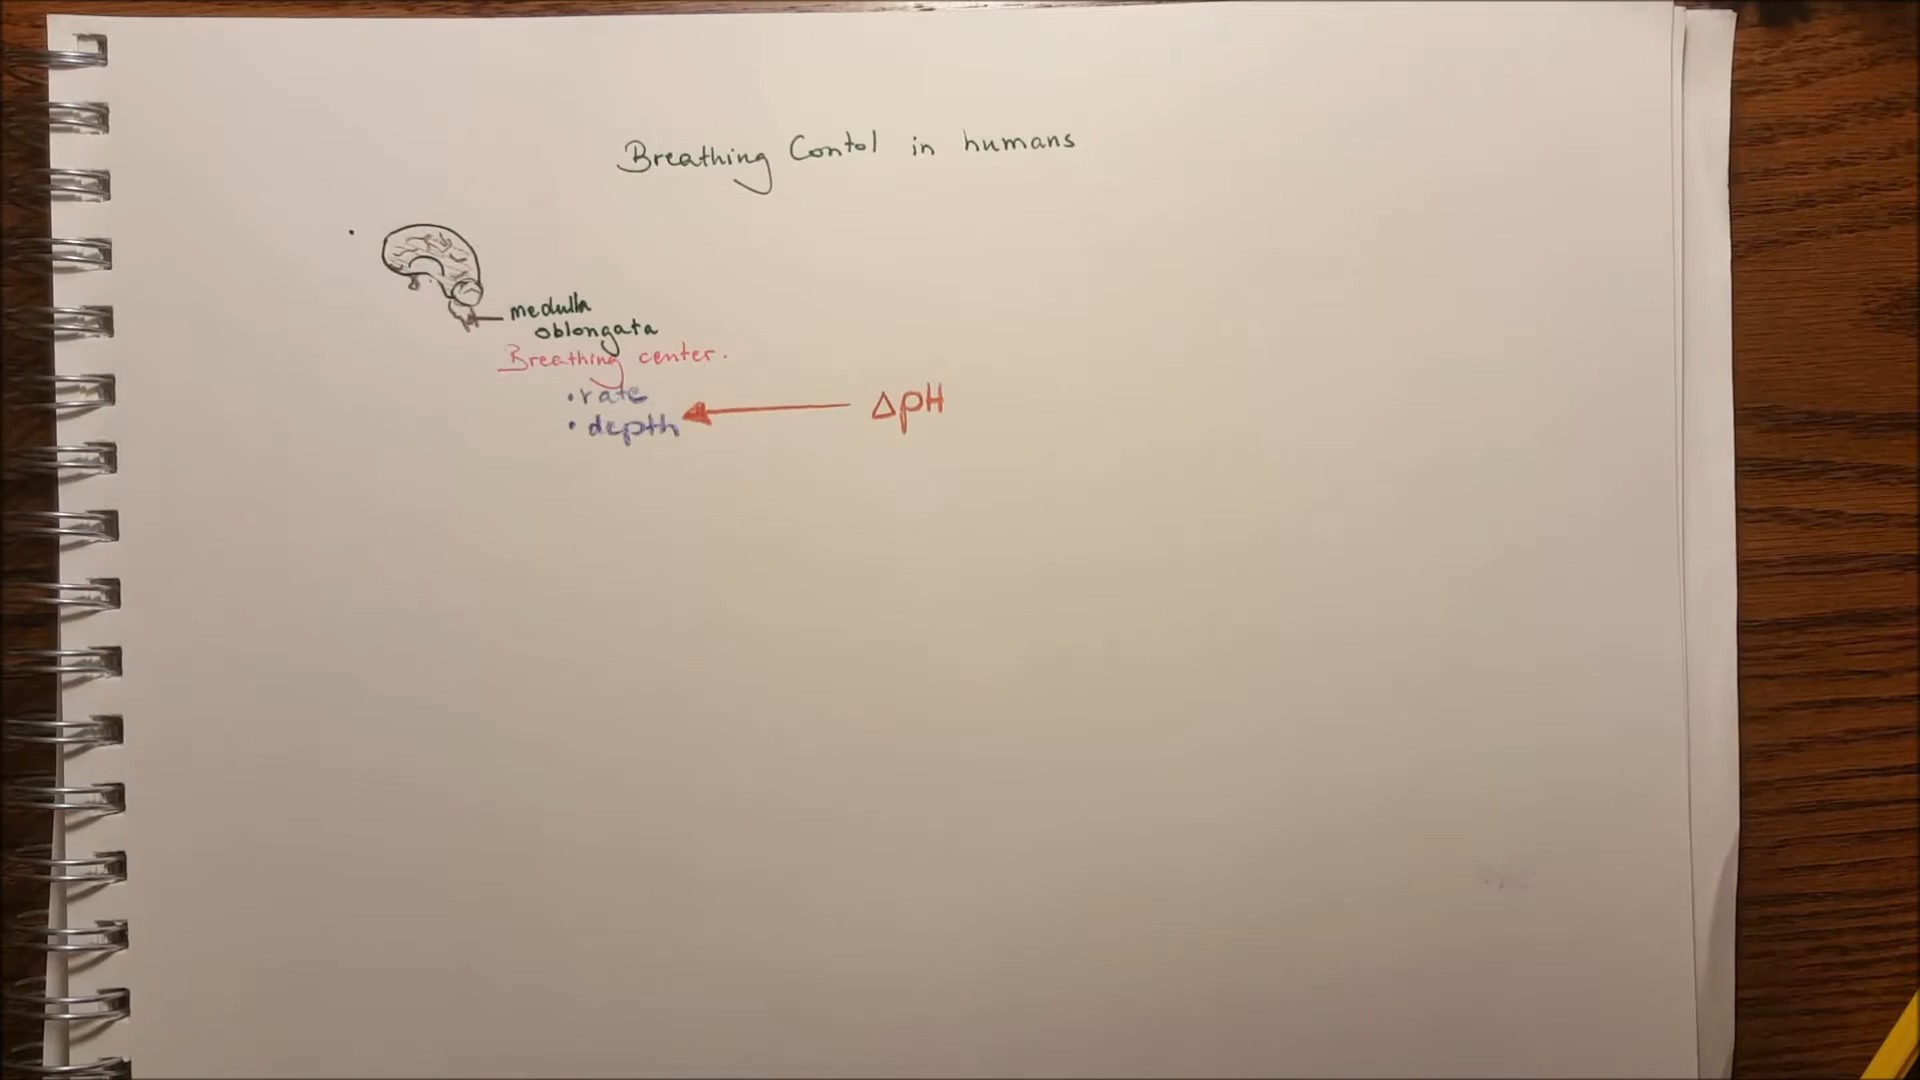 Breathing Contol in humans
medulla
oblongata
Breathing center.
• rate
• depth
ΔpH